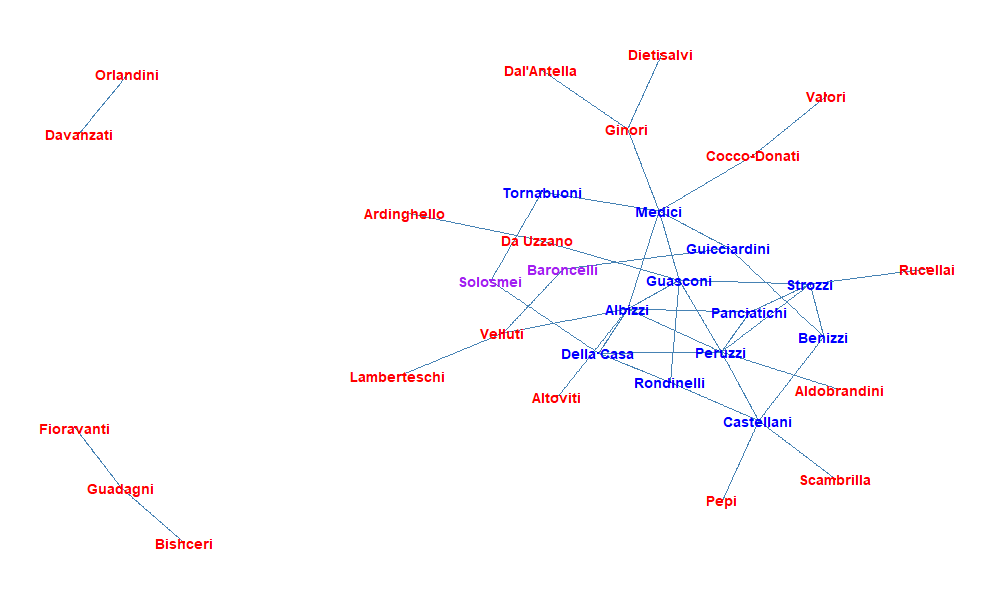 Dietisalvi
Dal'Antella
Orlandini
Valori
Ginori
Davanzati
Cocco-Donati
Tornabuoni
Medici
Ardinghello
Da Uzzano
Guicciardini
Baroncelli
Rucellai
Solosmei
Guasconi
Strozzi
Albizzi
Panciatichi
Velluti
Benizzi
Della Casa
Peruzzi
Lamberteschi
Rondinelli
Aldobrandini
Altoviti
Castellani
Fioravanti
Scambrilla
Guadagni
Pepi
Bishceri